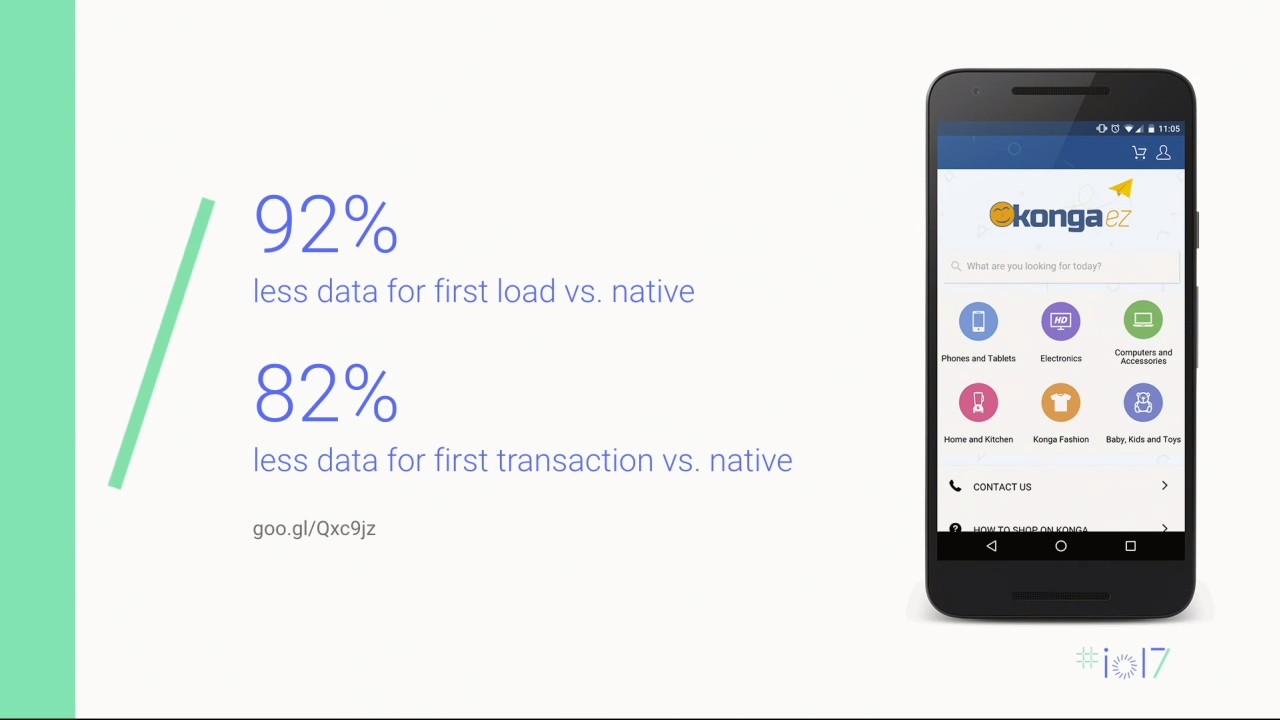 92%
less data for first load vs. native
82%
less data for first transaction vs. native
goo.gl/Qxc9jz
11:05
kongaez
What are you looking for today?
HD
Phones and Tablets
Electronics
Computers and
Accessories
Home and Kitchen
Konga Fashion
Baby, Kids and Toys
CONTACT US
HOW TO SHOP ON KONGA
#io17